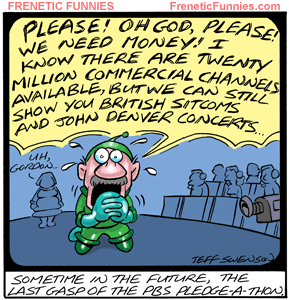 FRENETIC FUNNIES FreneticFunnies.com
PLEASE! OH GOD, PLEASE!
WE NEED MONEY!! I
KNOW THERE ARE TWENTY
MILLION COMMERCIAL CHANNELS
AVAILABLE, BUT WE CAN STILL
SHOW YOU BRITISH SITCOMS
AND JOHN DENVER CONCERTS...
UH,
GORDON...
JEFF SWENSON
SOMETIME IN THE FUTURE, THE
LAST GASP OF THE PBS PLEDGE-A-THON.